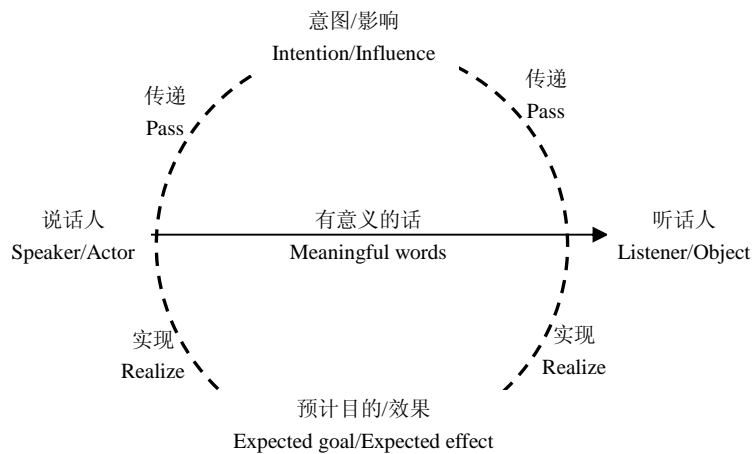 意图/影响
Intention/Influence
传递
Pass
传递
Pass
说话人
Speaker/Actor
有意义的话
Meaningful words
听话人
Listener/Object
实现
Realize
实现
Realize
预计目的/效果
Expected goal/Expected effect